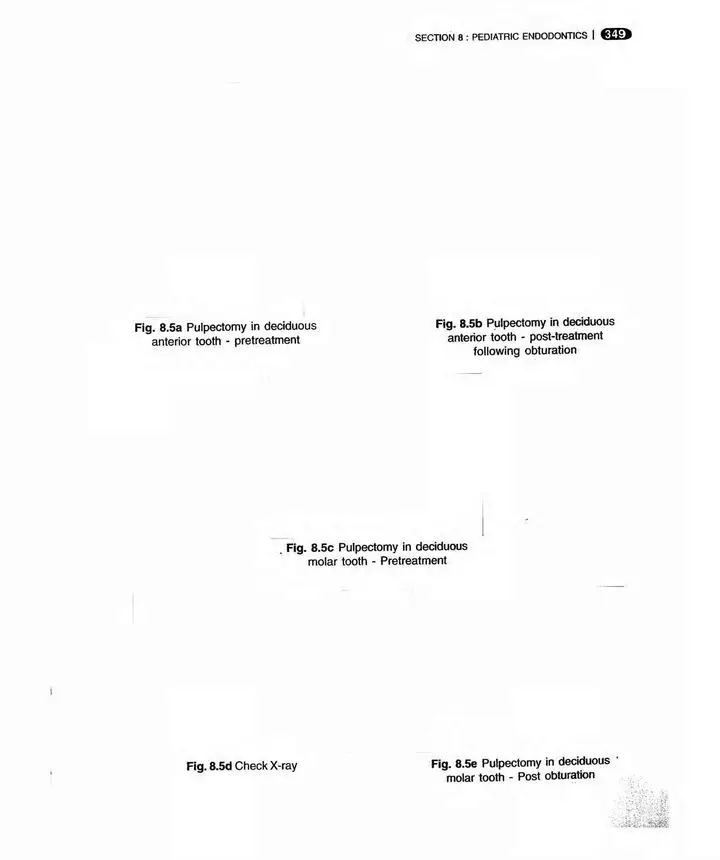 SECTION 8 : PEDIATRIC ENDODONTICS | 349
Fig. 8.5a Pulpectomy in deciduous
anterior tooth - pretreatment
Fig. 8.5b Pulpectomy in deciduous
anterior tooth - post-treatment
following obturation
Fig. 8.5c Pulpectomy in deciduous
molar tooth - Pretreatment
Fig. 8.5d Check X-ray
Fig. 8.5e Pulpectomy in deciduous
molar tooth - Post obturation